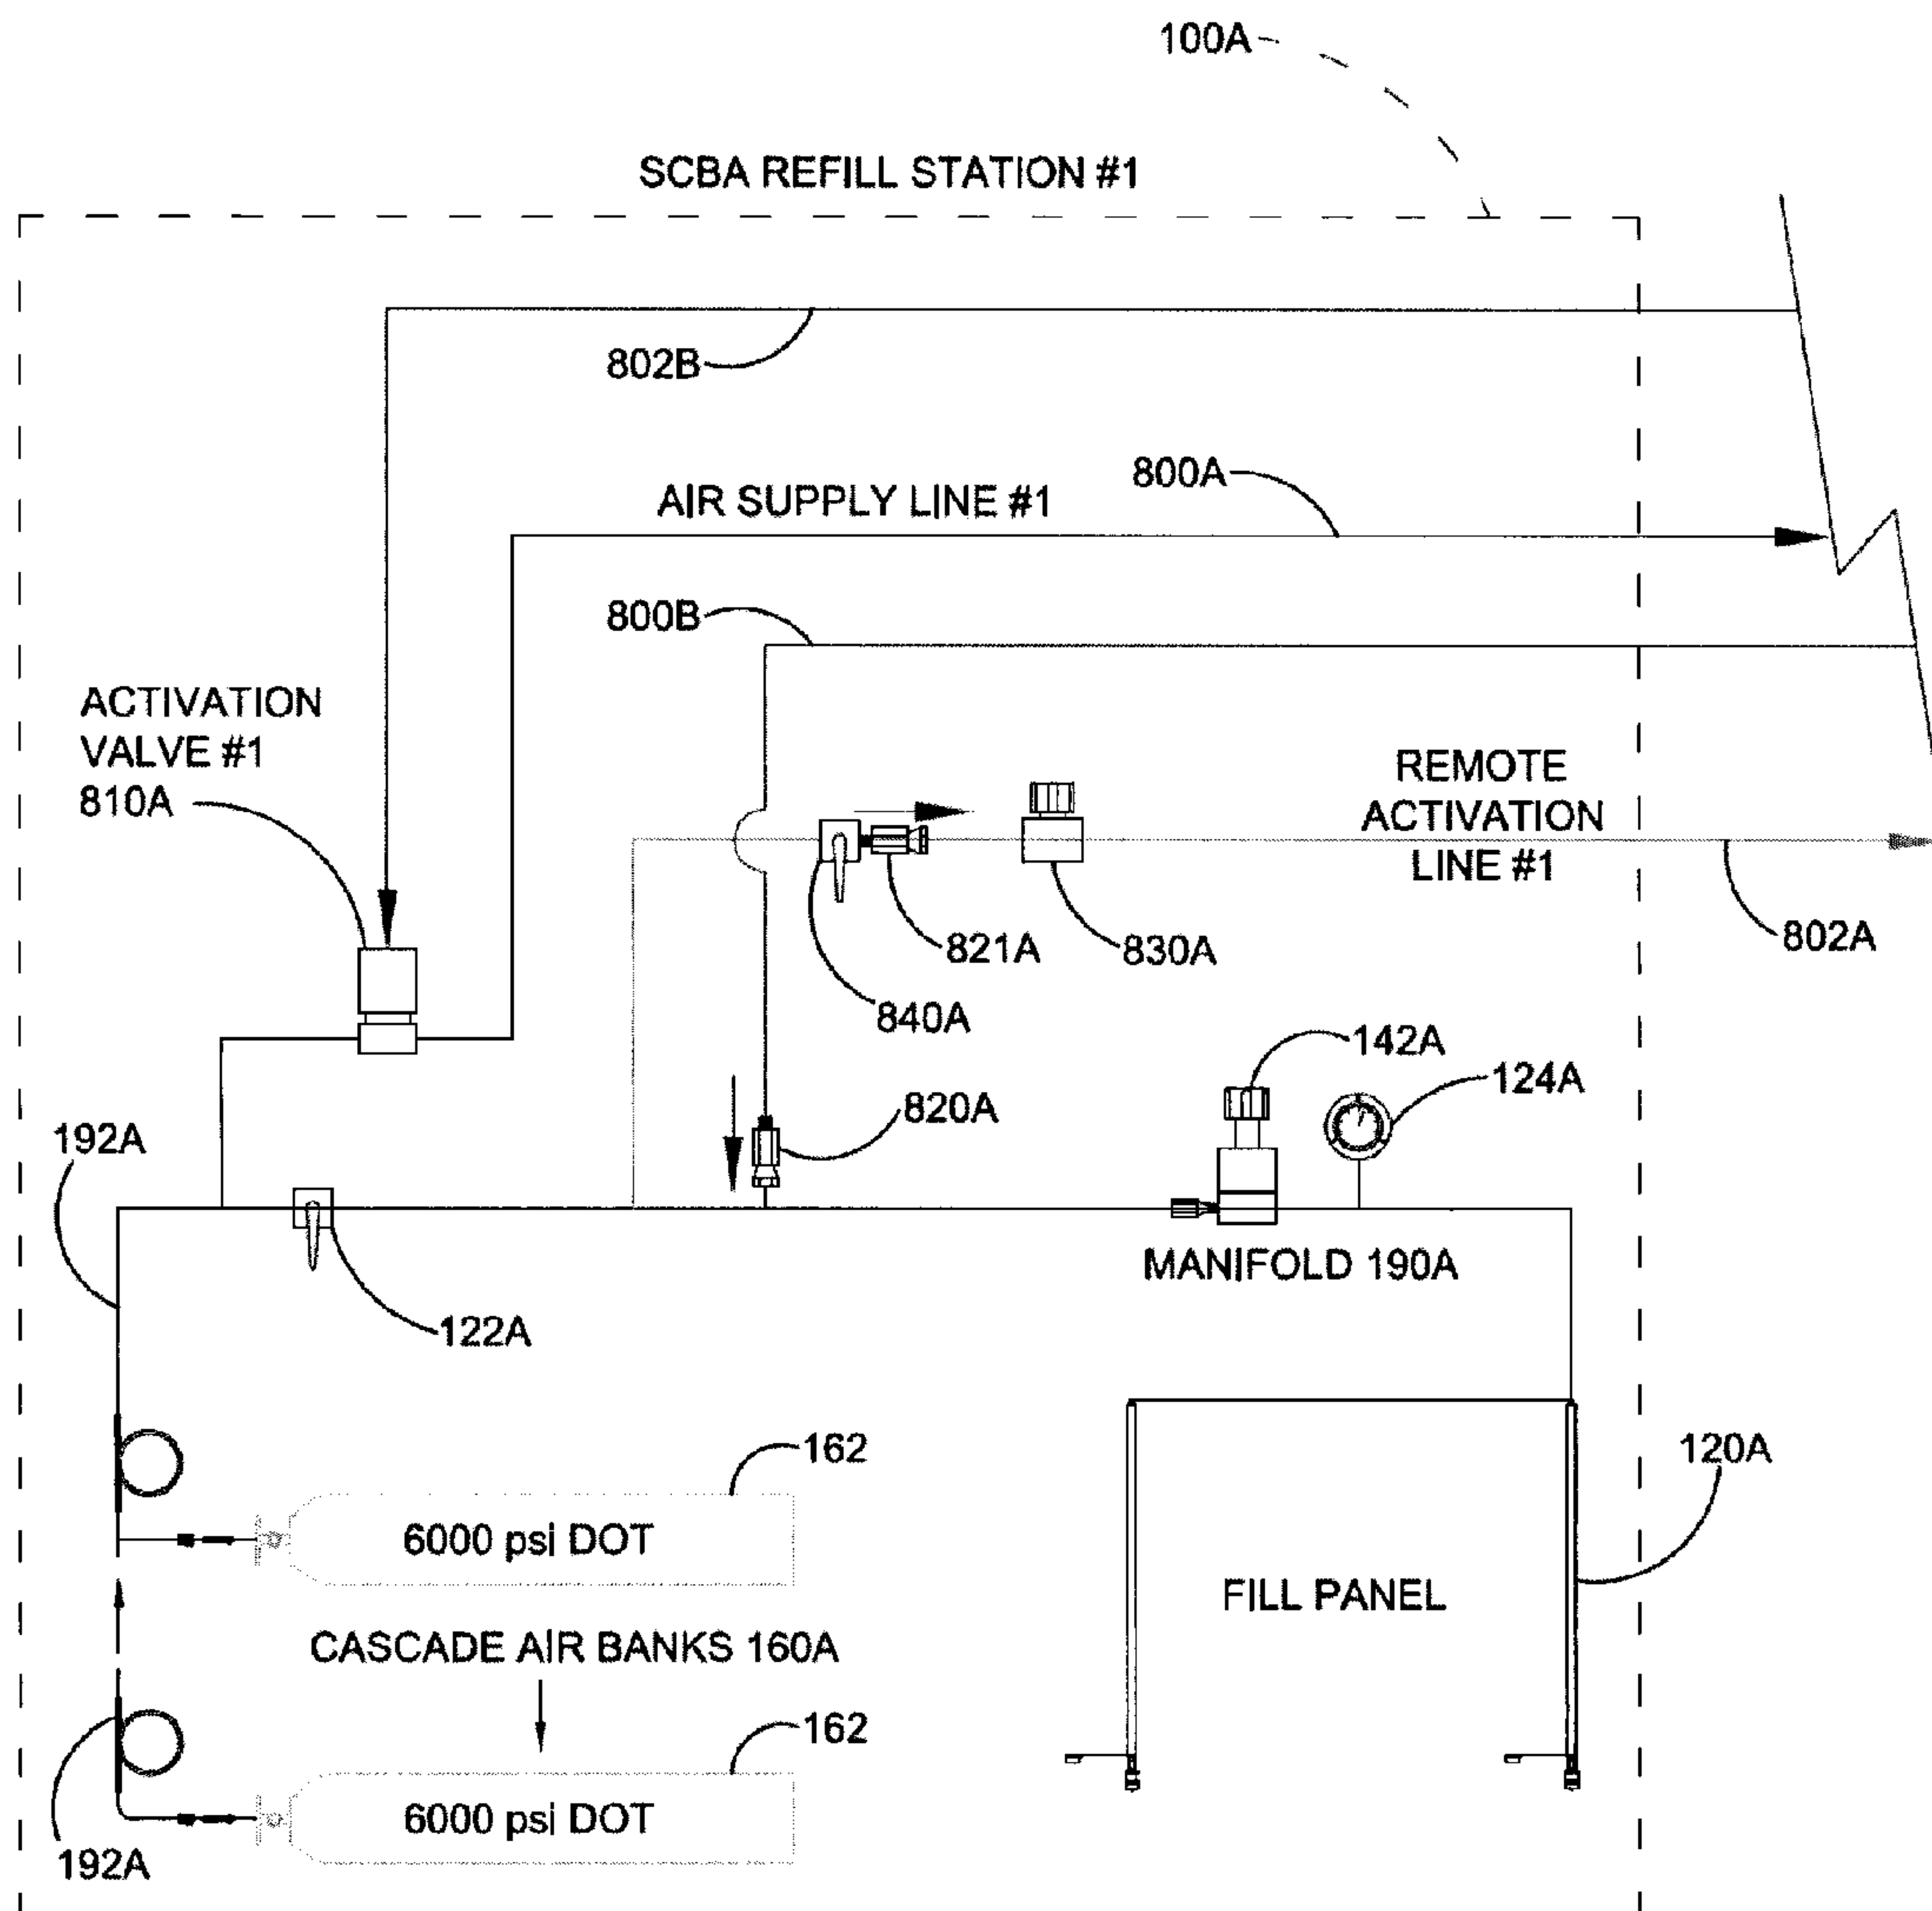 100A
SCBA REFILL STATION #1
802B
800A
AIR SUPPLY LINE #1
800B
ACTIVATION
VALVE #1
810A
REMOTE
ACTIVATION
LINE #1
821A
830A
802A
840A
142A
124A
820A
192A
MANIFOLD 190A
122A
162
120A
6000 psi DOT
FILL PANEL
CASCADE AIR BANKS 160A
162
6000 psi DOT
192A